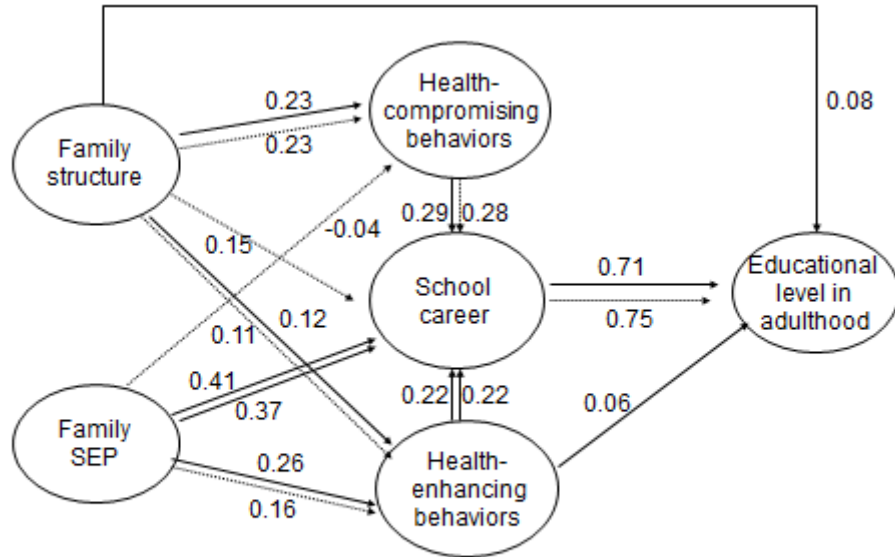 Health-
compromising
behaviors
0.23
0.08
Family
structure
0.23
0.29
0.28
-0.04
0.15
School
career
0.71
Educational
level in
adulthood
0.75
0.12
0.11
0.41
0.37
0.22
0.22
0.06
Family
SEP
0.26
0.16
Health-
enhancing
behaviors